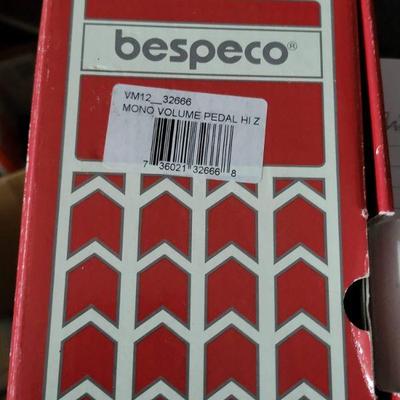 bespeco®
VM12__32666
MONO VOLUME PEDAL HI Z
7 36021 32666 8